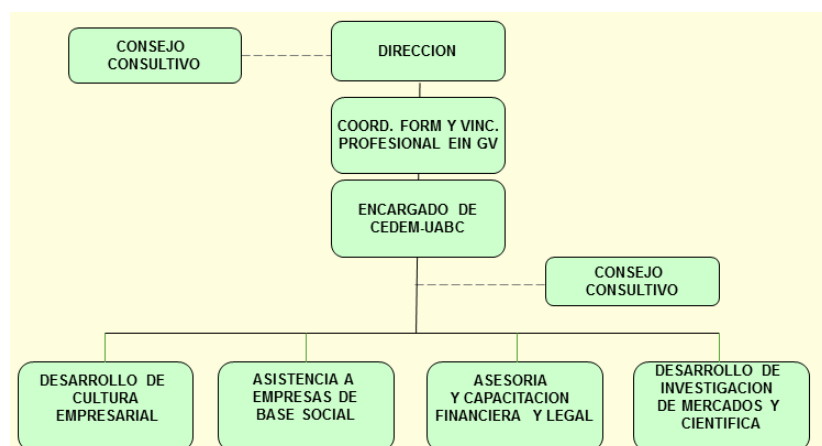 CONSEJO
CONSULTIVO
DIRECCION
COORD. FORM Y VINC.
PROFESIONAL EIN GV
ENCARGADO DE
CEDEM-UABC
CONSEJO
CONSULTIVO
DESARROLLO DE
CULTURA
EMPRESARIAL
ASISTENCIA A
EMPRESAS DE
BASE SOCIAL
ASESORIA
Y CAPACITACION
FINANCIERA Y LEGAL
DESARROLLO DE
INVESTIGACION
DE MERCADOS Y
CIENTIFICA